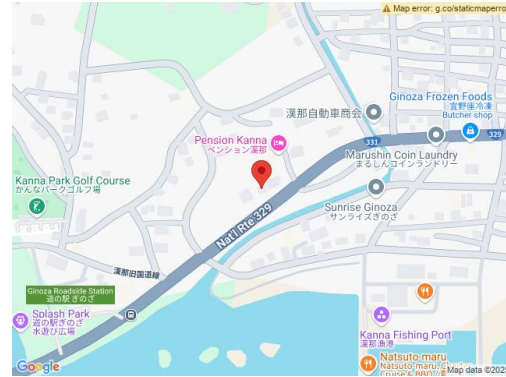 Map error: g.co/staticmaperro
Ginoza Frozen Foods
宜野座冷凍
Butcher shop
漢那自動車商会
331
329
Pension Kanna
ペンション漢那
Marushin Coin Laundry
まるしんコインランドリー
Kanna Park Golf Course
かんなパークゴルフ場
Sunrise Ginoza
サンライズぎのざ
Nat'l Rte 329
漢那旧国道線
Ginoza Roadside Station
道の駅 ぎのざ
Splash Park
道の駅ぎのざ
水遊び広場
Kanna Fishing Port
漢那漁港
Natsuto-maru
Natsuto-maru,
Cruise & BBQ
Google
Map data ©2025